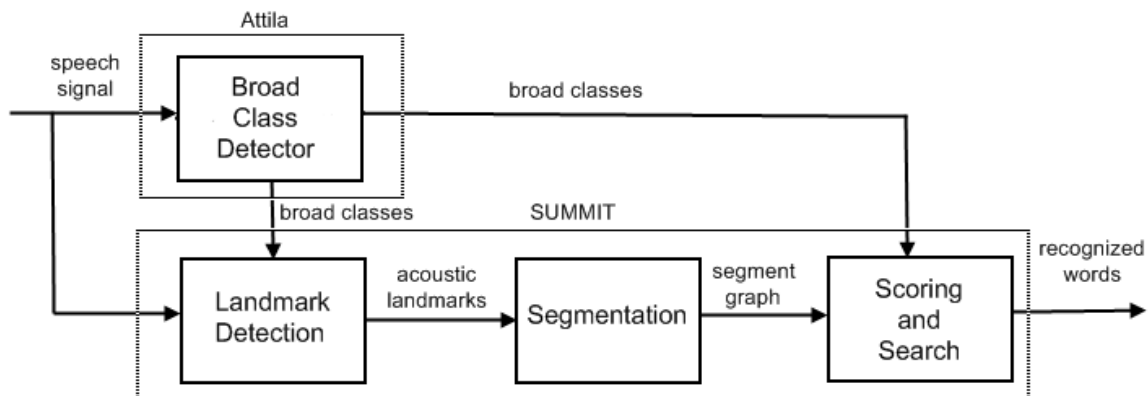 Attila
speech
signal
Broad
Class
Detector
broad classes
broad classes
SUMMIT
Landmark
Detection
acoustic
landmarks
Segmentation
segment
graph
Scoring
and
Search
recognized
words